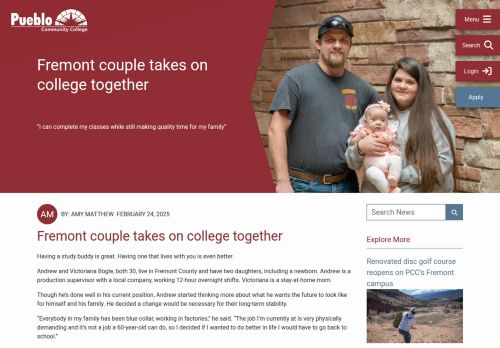 Pueblo
Community College
Menu
Search
Login
Apply
Fremont couple takes on
college together
"I can complete my classes while still making quality time for my family"
AM
BY: AMY MATTHEW FEBRUARY 24, 2025
Fremont couple takes on college together
Having a study buddy is great. Having one that lives with you is even better.
Andrew and Victoriana Bogle, both 30, live in Fremont County and have two daughters, including a newborn. Andrew is a
production supervisor with a local company, working 12-hour overnight shifts. Victoriana is a stay-at-home mom.
Though he's done well in his current position, Andrew started thinking more about what he wants the future to look like
for himself and his family. He decided a change would be necessary for their long-term stability.
"Everybody in my family has been blue collar, working in factories," he said. "The job I'm currently at is very physically
demanding and it's not a job a 60-year-old can do, so I decided if I wanted to do better in life I would have to go back to
school."
Search News
Explore More
Renovated disc golf course
reopens on PCC's Fremont
campus